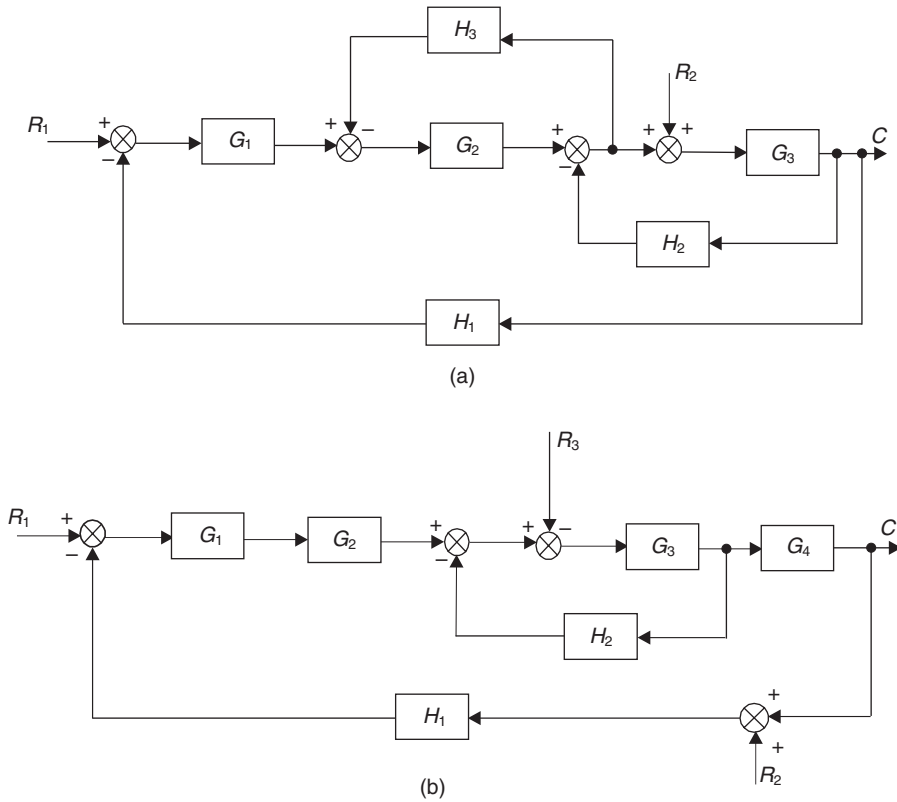 H3
R2
R1 + − G1 + − G2 + − + + G3 C
H2
H1
(a)
R3
R1 + − G1 G2 + − + − G3 G4 C
H2
H1 + +
R2
(b)